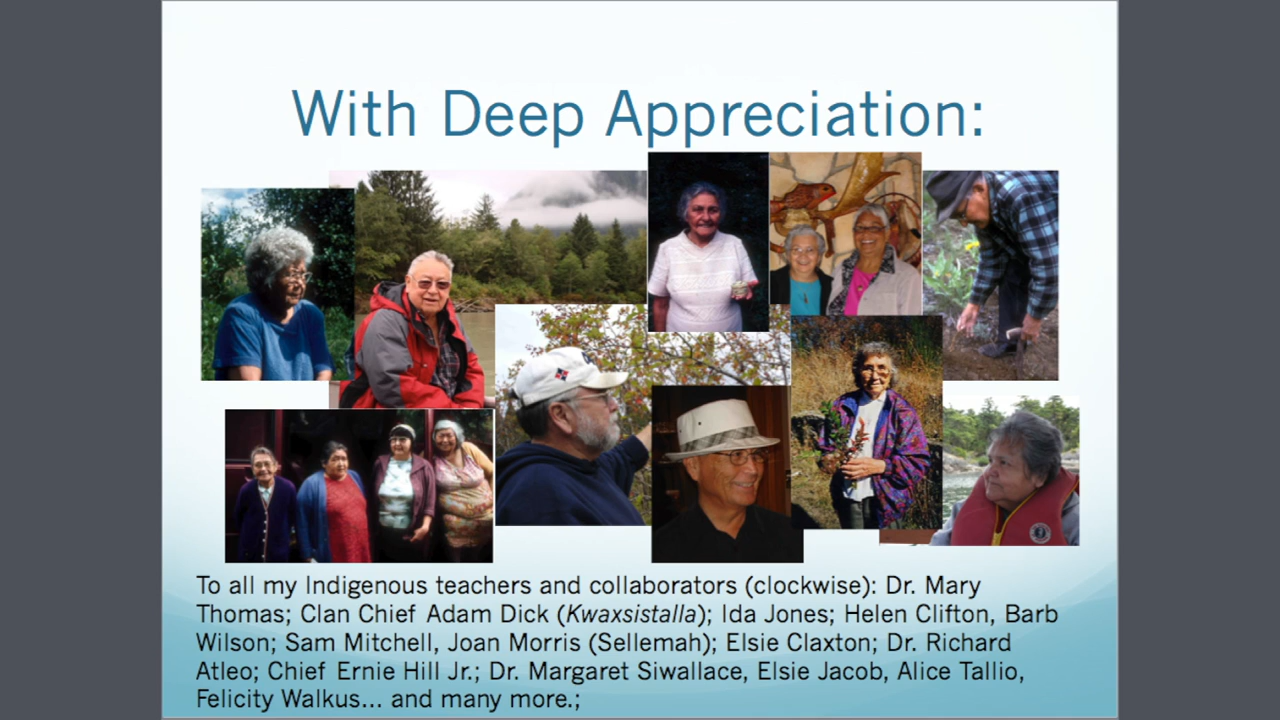 With Deep Appreciation:
To all my Indigenous teachers and collaborators (clockwise): Dr. Mary
Thomas; Clan Chief Adam Dick (Kwaxsistalla); Ida Jones; Helen Clifton, Barb
Wilson; Sam Mitchell, Joan Morris (Sellemah); Elsie Claxton; Dr. Richard
Atleo; Chief Ernie Hill Jr.; Dr. Margaret Siwallace, Elsie Jacob, Alice Tallio,
Felicity Walkus... and many more.;